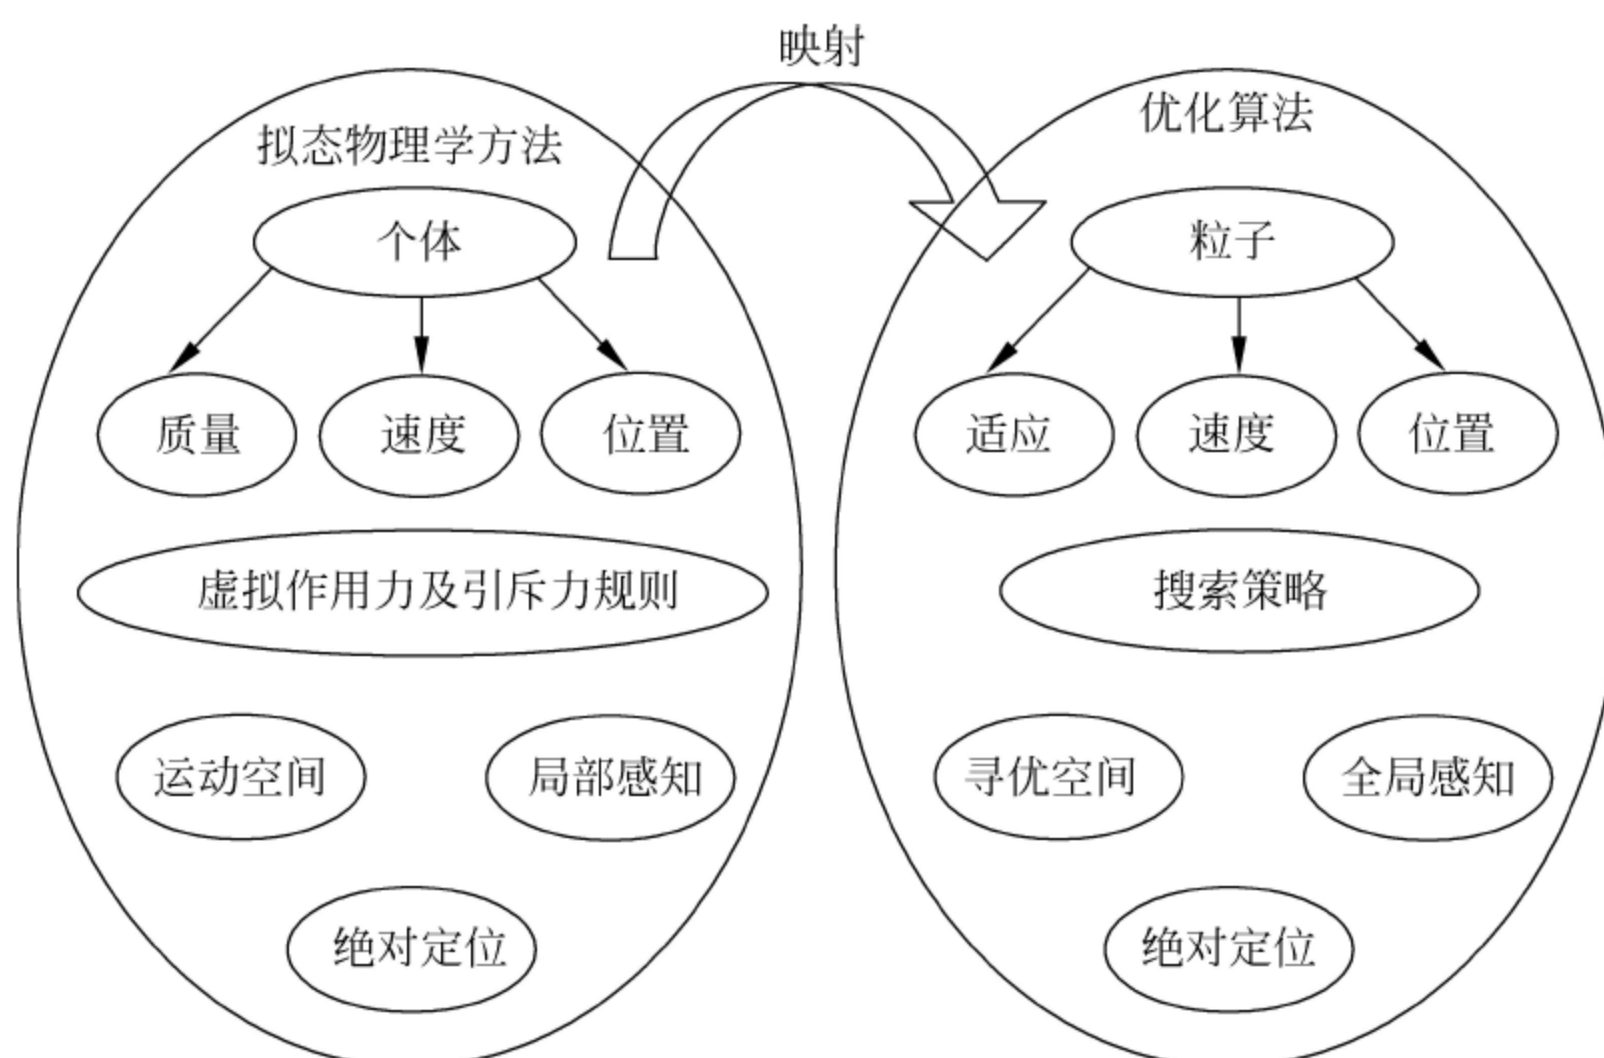 映射
拟态物理学方法
个体
质量
速度
位置
虚拟作用力及引斥力规则
运动空间
局部感知
绝对定位
优化算法
粒子
适应
速度
位置
搜索策略
寻优空间
全局感知
绝对定位